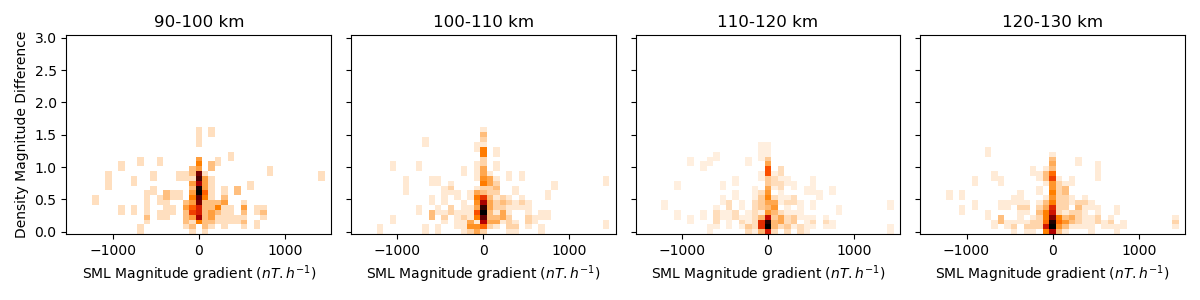 90-100 km
100-110 km
110-120 km
120-130 km
Density Magnitude Difference
3.0
2.5
2.0
1.5
1.0
0.5
0.0
−1000 0 1000
−1000 0 1000
−1000 0 1000
−1000 0 1000
SML Magnitude gradient (nT.h⁻¹)
SML Magnitude gradient (nT.h⁻¹)
SML Magnitude gradient (nT.h⁻¹)
SML Magnitude gradient (nT.h⁻¹)